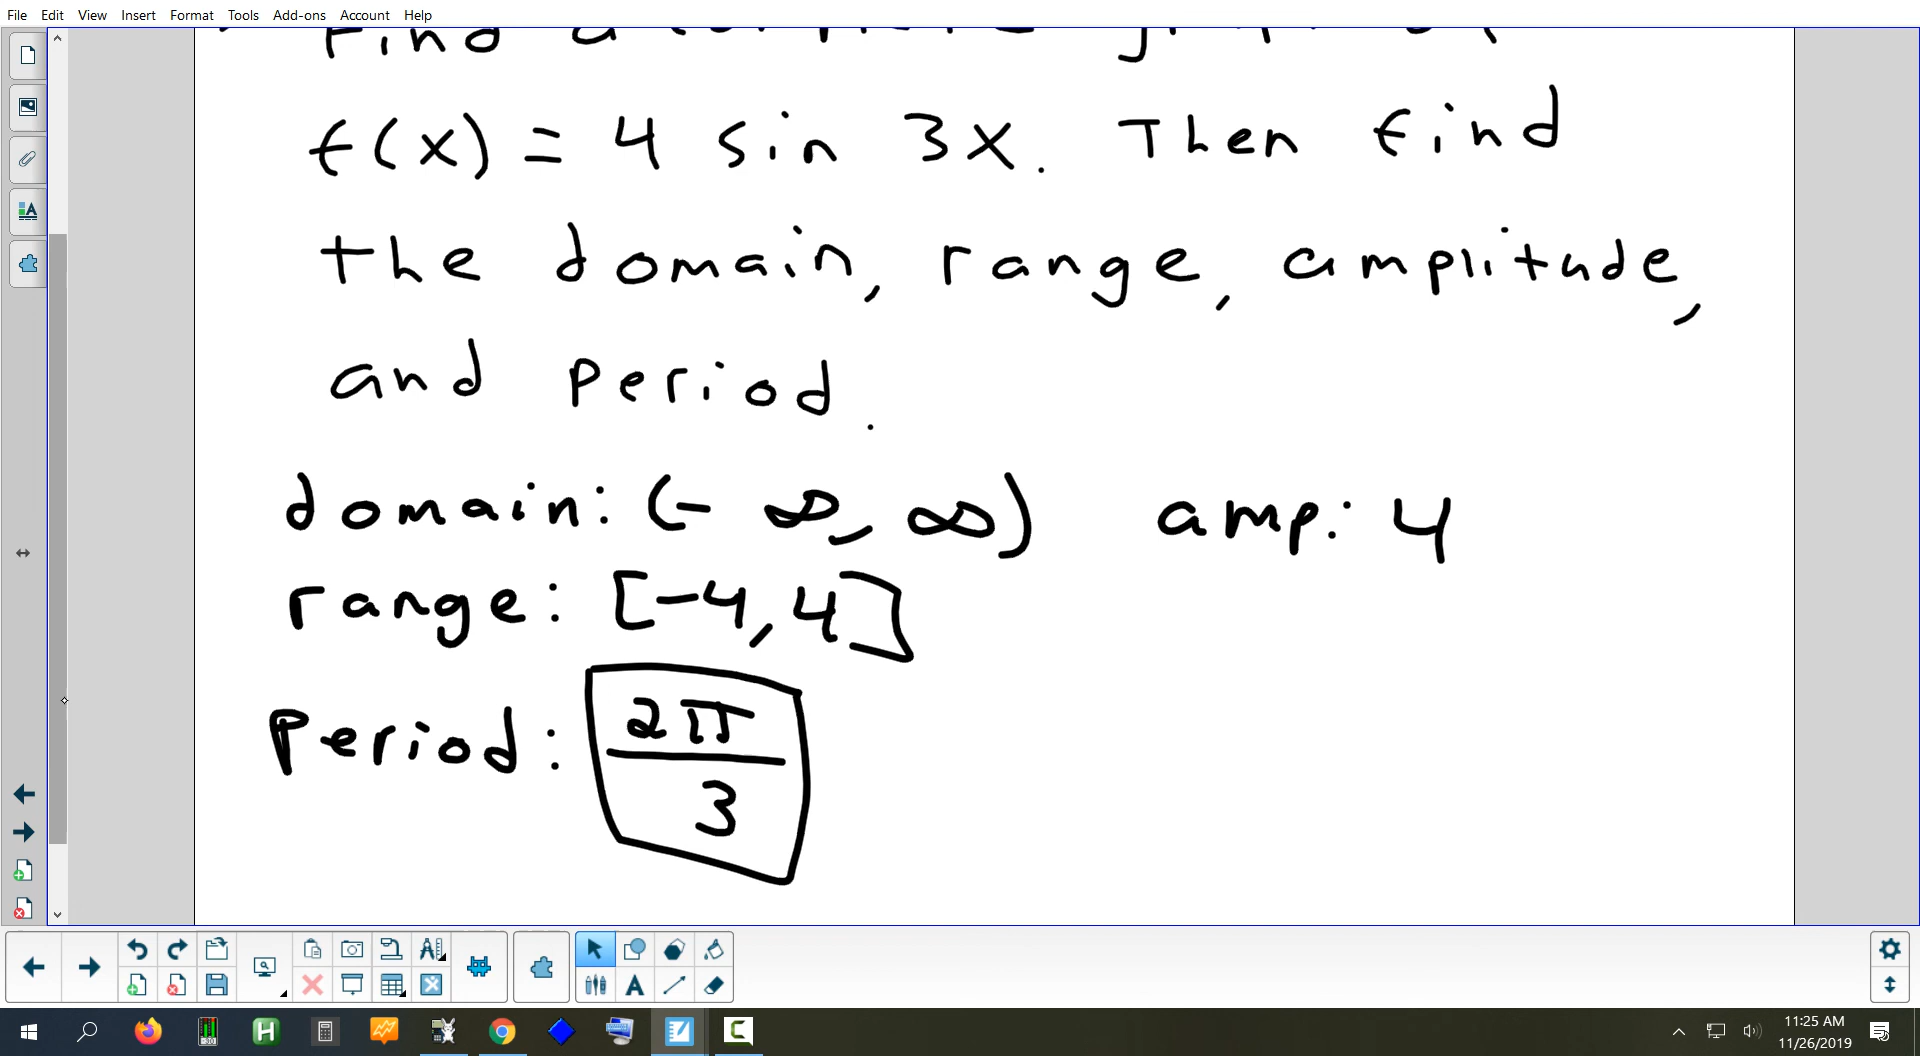 File Edit View Insert Format Tools Add-ons Account Help
Find a
f(x) = 4 sin 3x. Then find
the domain, range, amplitude,
and period.
domain: (- ∞, ∞) amp: 4
range: [-4, 4]
period: 2π/3
11:25 AM
11/26/2019